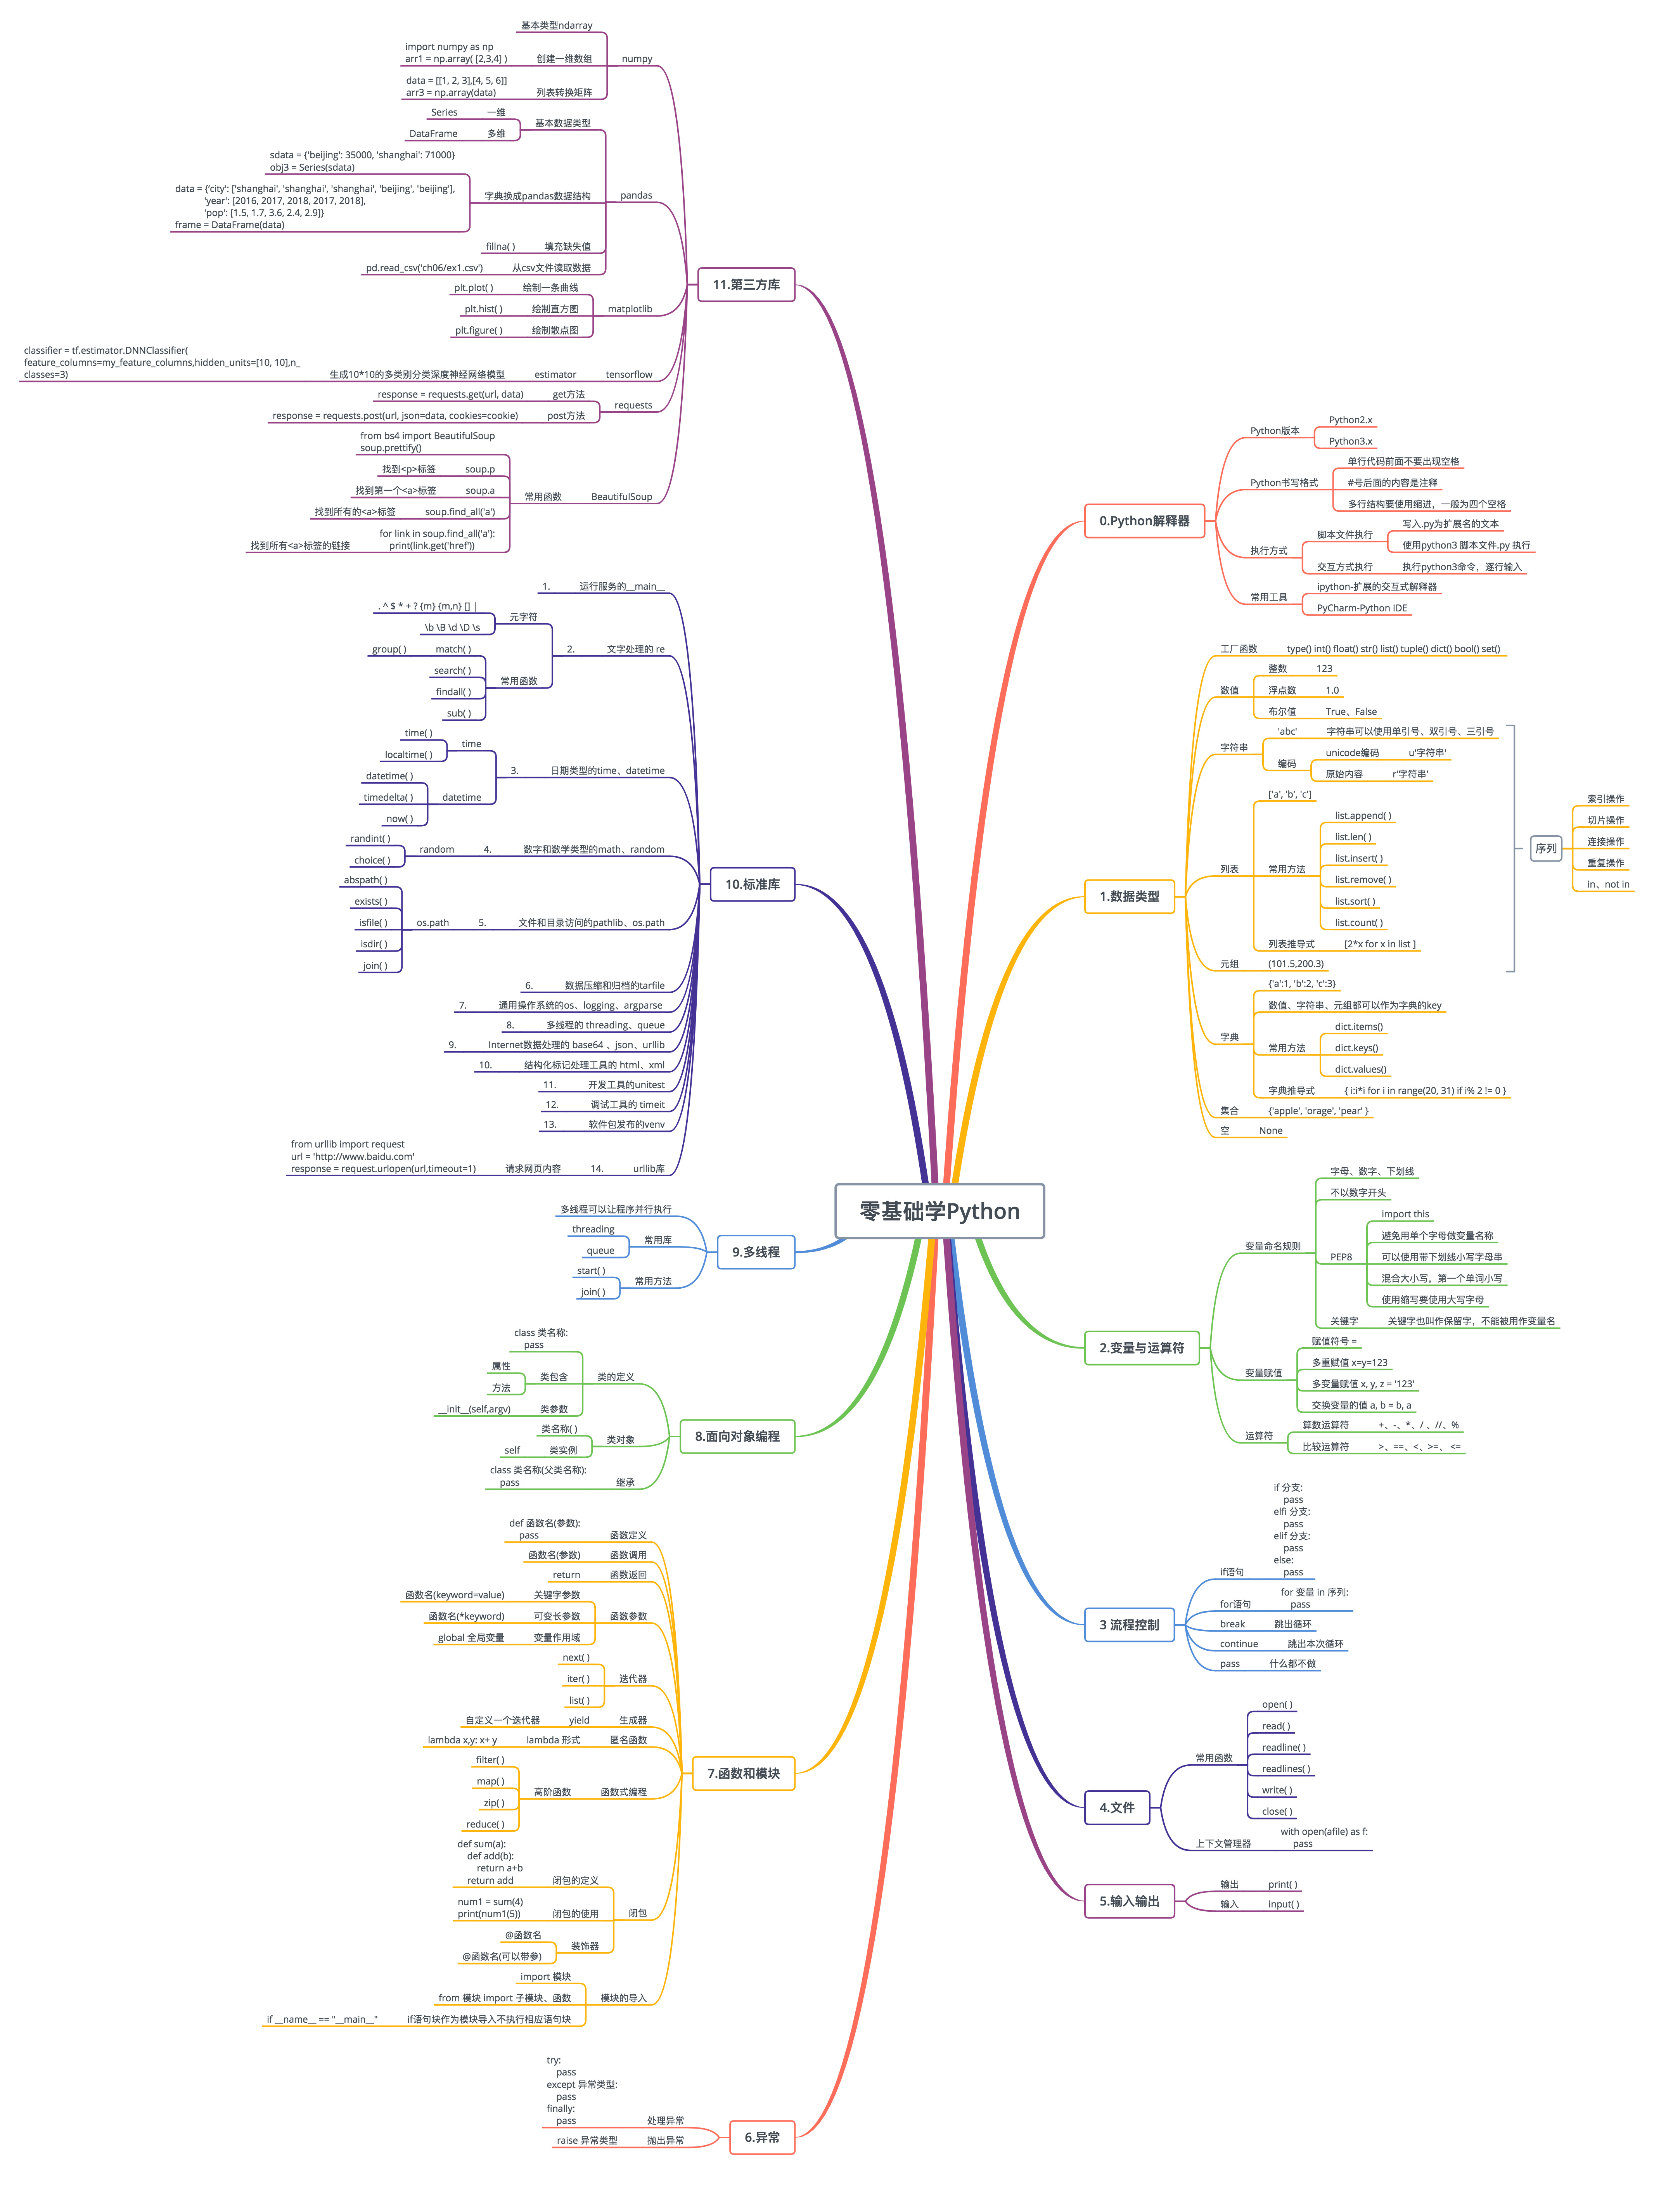 零基础学Python
0.Python解释器
Python版本
Python2.x
Python3.x
Python书写格式
单行代码前面不要出现空格
#号后面的内容是注释
多行结构要使用缩进，一般为四个空格
执行方式
脚本文件执行
写入.py为扩展名的文本
使用python3 脚本文件.py 执行
交互方式执行
执行python3命令，逐行输入
常用工具
ipython-扩展的交互式解释器
PyCharm-Python IDE
1.数据类型
工厂函数
type() int() float() str() list() tuple() dict() bool() set()
数值
整数
123
浮点数
1.0
布尔值
True、False
字符串
'abc'
字符串可以使用单引号、双引号、三引号
编码
unicode编码
u'字符串'
原始内容
r'字符串'
列表
['a', 'b', 'c']
常用方法
list.append( )
list.len( )
list.insert( )
list.remove( )
list.sort( )
list.count( )
列表推导式
[2*x for x in list ]
元组
(101.5,200.3)
序列
索引操作
切片操作
连接操作
重复操作
in、not in
字典
{'a':1, 'b':2, 'c':3}
数值、字符串、元组都可以作为字典的key
常用方法
dict.items()
dict.keys()
dict.values()
字典推导式
{ i:i*i for i in range(20, 31) if i% 2 != 0 }
集合
{'apple', 'orage', 'pear' }
空
None
2.变量与运算符
变量命名规则
字母、数字、下划线
不以数字开头
PEP8
import this
避免用单个字母做变量名称
可以使用带下划线小写字母串
混合大小写，第一个单词小写
使用缩写要使用大写字母
关键字
关键字也叫作保留字，不能被用作变量名
变量赋值
赋值符号 =
多重赋值 x=y=123
多变量赋值 x, y, z = '123'
交换变量的值 a, b = b, a
运算符
算数运算符
+、-、*、/ 、//、%
比较运算符
>、==、<、>=、 <=
3 流程控制
if语句
if 分支:
pass
elfi 分支:
pass
elif 分支:
pass
else:
pass
for语句
for 变量 in 序列:
pass
break
跳出循环
continue
跳出本次循环
pass
什么都不做
4.文件
常用函数
open( )
read( )
readline( )
readlines( )
write( )
close( )
上下文管理器
with open(afile) as f:
pass
5.输入输出
输出
print( )
输入
input( )
11.第三方库
numpy
基本类型ndarray
创建一维数组
import numpy as np
arr1 = np.array( [2,3,4] )
列表转换矩阵
data = [[1, 2, 3],[4, 5, 6]]
arr3 = np.array(data)
pandas
基本数据类型
一维
Series
多维
DataFrame
字典换成pandas数据结构
sdata = {'beijing': 35000, 'shanghai': 71000}
obj3 = Series(sdata)
data = {'city': ['shanghai', 'shanghai', 'shanghai', 'beijing', 'beijing'],
'year': [2016, 2017, 2018, 2017, 2018],
'pop': [1.5, 1.7, 3.6, 2.4, 2.9]}
frame = DataFrame(data)
填充缺失值
fillna( )
从csv文件读取数据
pd.read_csv('ch06/ex1.csv')
matplotlib
绘制一条曲线
plt.plot( )
绘制直方图
plt.hist( )
绘制散点图
plt.figure( )
tensorflow
estimator
生成10*10的多类别分类深度神经网络模型
classifier = tf.estimator.DNNClassifier(
feature_columns=my_feature_columns,hidden_units=[10, 10],n_
classes=3)
requests
get方法
response = requests.get(url, data)
post方法
response = requests.post(url, json=data, cookies=cookie)
BeautifulSoup
常用函数
from bs4 import BeautifulSoup
soup.prettify()
soup.p
找到<p>标签
soup.a
找到第一个<a>标签
soup.find_all('a')
找到所有的<a>标签
for link in soup.find_all('a'):
print(link.get('href'))
找到所有<a>标签的链接
10.标准库
1.
运行服务的__main__
2.
文字处理的 re
元字符
. ^ $ * + ? {m} {m,n} [] |
\b \B \d \D \s
常用函数
match( )
group( )
search( )
findall( )
sub( )
3.
日期类型的time、datetime
time
time( )
localtime( )
datetime
datetime( )
timedelta( )
now( )
4.
数字和数学类型的math、random
random
randint( )
choice( )
5.
文件和目录访问的pathlib、os.path
os.path
abspath( )
exists( )
isfile( )
isdir( )
join( )
6.
数据压缩和归档的tarfile
7.
通用操作系统的os、logging、argparse
8.
多线程的 threading、queue
9.
Internet数据处理的 base64 、json、urllib
10.
结构化标记处理工具的 html、xml
11.
开发工具的unitest
12.
调试工具的 timeit
13.
软件包发布的venv
14.
urllib库
请求网页内容
from urllib import request
url = 'http://www.baidu.com'
response = request.urlopen(url,timeout=1)
9.多线程
多线程可以让程序并行执行
常用库
threading
queue
常用方法
start( )
join( )
8.面向对象编程
类的定义
class 类名称:
pass
类包含
属性
方法
类参数
__init__(self,argv)
类对象
类名称( )
类实例
self
继承
class 类名称(父类名称):
pass
7.函数和模块
函数定义
def 函数名(参数):
pass
函数调用
函数名(参数)
函数返回
return
函数参数
关键字参数
函数名(keyword=value)
可变长参数
函数名(*keyword)
变量作用域
global 全局变量
迭代器
next( )
iter( )
list( )
生成器
yield
自定义一个迭代器
匿名函数
lambda 形式
lambda x,y: x+ y
函数式编程
高阶函数
filter( )
map( )
zip( )
reduce( )
闭包
闭包的定义
def sum(a):
def add(b):
return a+b
return add
闭包的使用
num1 = sum(4)
print(num1(5))
装饰器
@函数名
@函数名(可以带参)
模块的导入
import 模块
from 模块 import 子模块、函数
if语句块作为模块导入不执行相应语句块
if __name__ == "__main__"
6.异常
处理异常
try:
pass
except 异常类型:
pass
finally:
pass
抛出异常
raise 异常类型